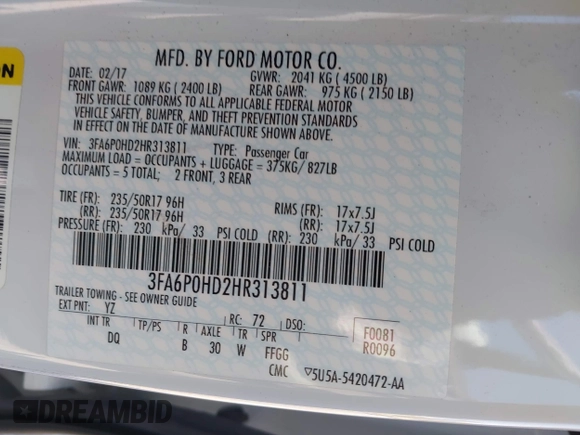 ON
MFD. BY FORD MOTOR CO.
02/17 GVWR: 2041 KG (4500 LB)
FRONT GAWR: 1089 KG (2400 LB) REAR GAWR: 975 KG (2150 LB)
THIS VEHICLE CONFORMS TO ALL APPLICABLE FEDERAL MOTOR
VEHICLE SAFETY, BUMPER, AND THEFT PREVENTION STANDARDS
IN EFFECT ON THE DATE OF MANUFACTURE SHOWN ABOVE.
VIN: 3FA6P0HD2HR313811 TYPE: Passenger Car
MAXIMUM LOAD = OCCUPANTS + LUGGAGE = 375KG/ 827LB
OCCUPANTS = 5 TOTAL; 2 FRONT, 3 REAR
TIRE (FR): 235/50R17 96H RIMS (FR): 17x7.5J
(RR): 235/50R17 96H (RR): 17x7.5J
PRESSURE (FR): 230 kPa/ 33 PSI COLD (RR): 230 kPa/ 33 PSI COLD
3FA6P0HD2HR313811
TRAILER TOWING - SEE OWNER GUIDE
EXT PNT: YZ RC: 72 DSO: F0081
INT TR TP/PS R AXLE TR SPR R0096
DQ B 30 W FFGG
CMC ▽5U5A-5420472-AA
DREAMBID